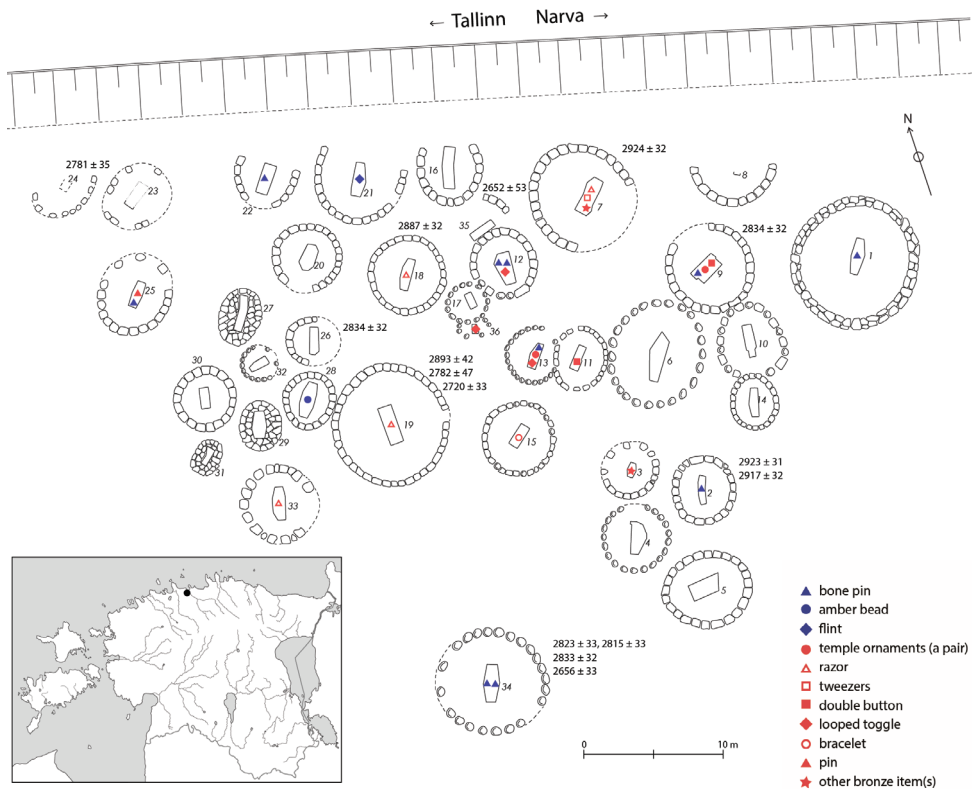 ← Tallinn Narva →
N
2781 ± 35
24
23
22
21
16
2652 ± 53
35
2924 ± 32
7
8
2834 ± 32
9
1
2887 ± 32
20
18
12
17
36
25
27
26
2834 ± 32
32
28
30
29
31
2893 ± 42
2782 ± 47
2720 ± 33
19
13
11
6
10
14
15
33
3
2
2923 ± 31
2917 ± 32
4
5
34
2823 ± 33, 2815 ± 33
2833 ± 32
2656 ± 33
0 10 m
bone pin
amber bead
flint
temple ornaments (a pair)
razor
tweezers
double button
looped toggle
bracelet
pin
other bronze item(s)